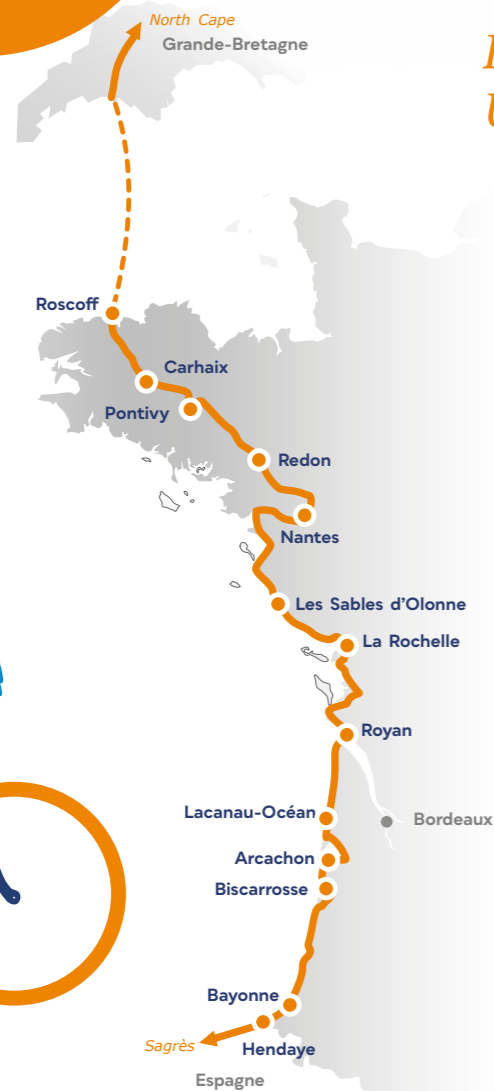 North Cape
Grande-Bretagne
Roscoff
Carhaix
Pontivy
Redon
Nantes
Les Sables d'Olonne
La Rochelle
Royan
Lacanau-Océan
Bordeaux
Arcachon
Biscarrosse
Bayonne
Sagrès
Hendaye
Espagne